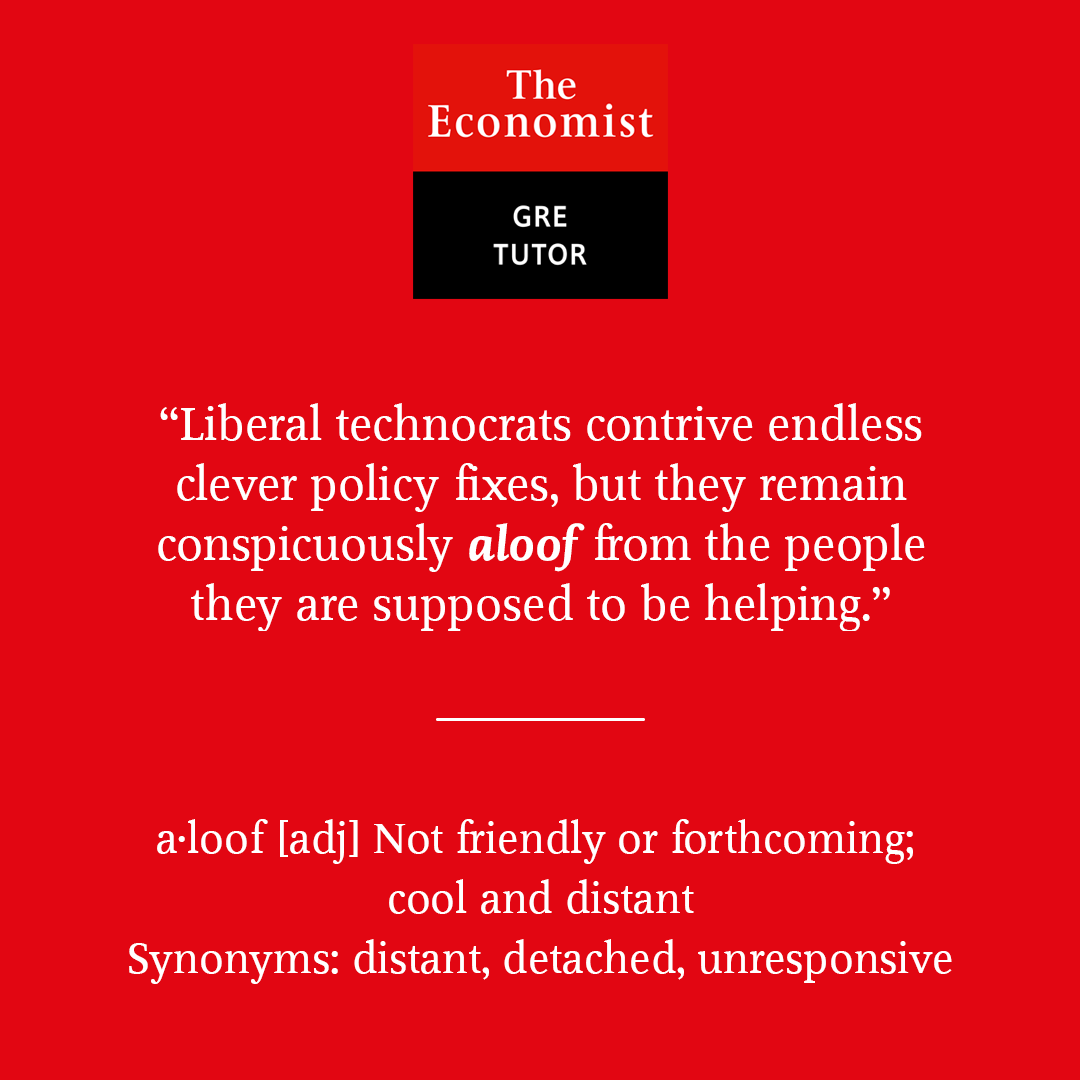 The
Economist
GRE
TUTOR
“Liberal technocrats contrive endless
clever policy fixes, but they remain
conspicuously aloof from the people
they are supposed to be helping.”
a·loof [adj] Not friendly or forthcoming;
cool and distant
Synonyms: distant, detached, unresponsive